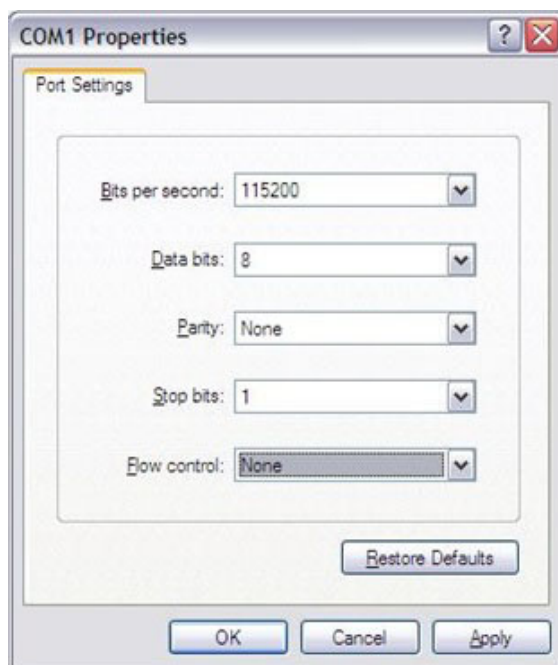 COM1 Properties
Port Settings
Bits per second: 115200
Data bits: 8
Parity: None
Stop bits: 1
Flow control: None
Restore Defaults
OK Cancel Apply